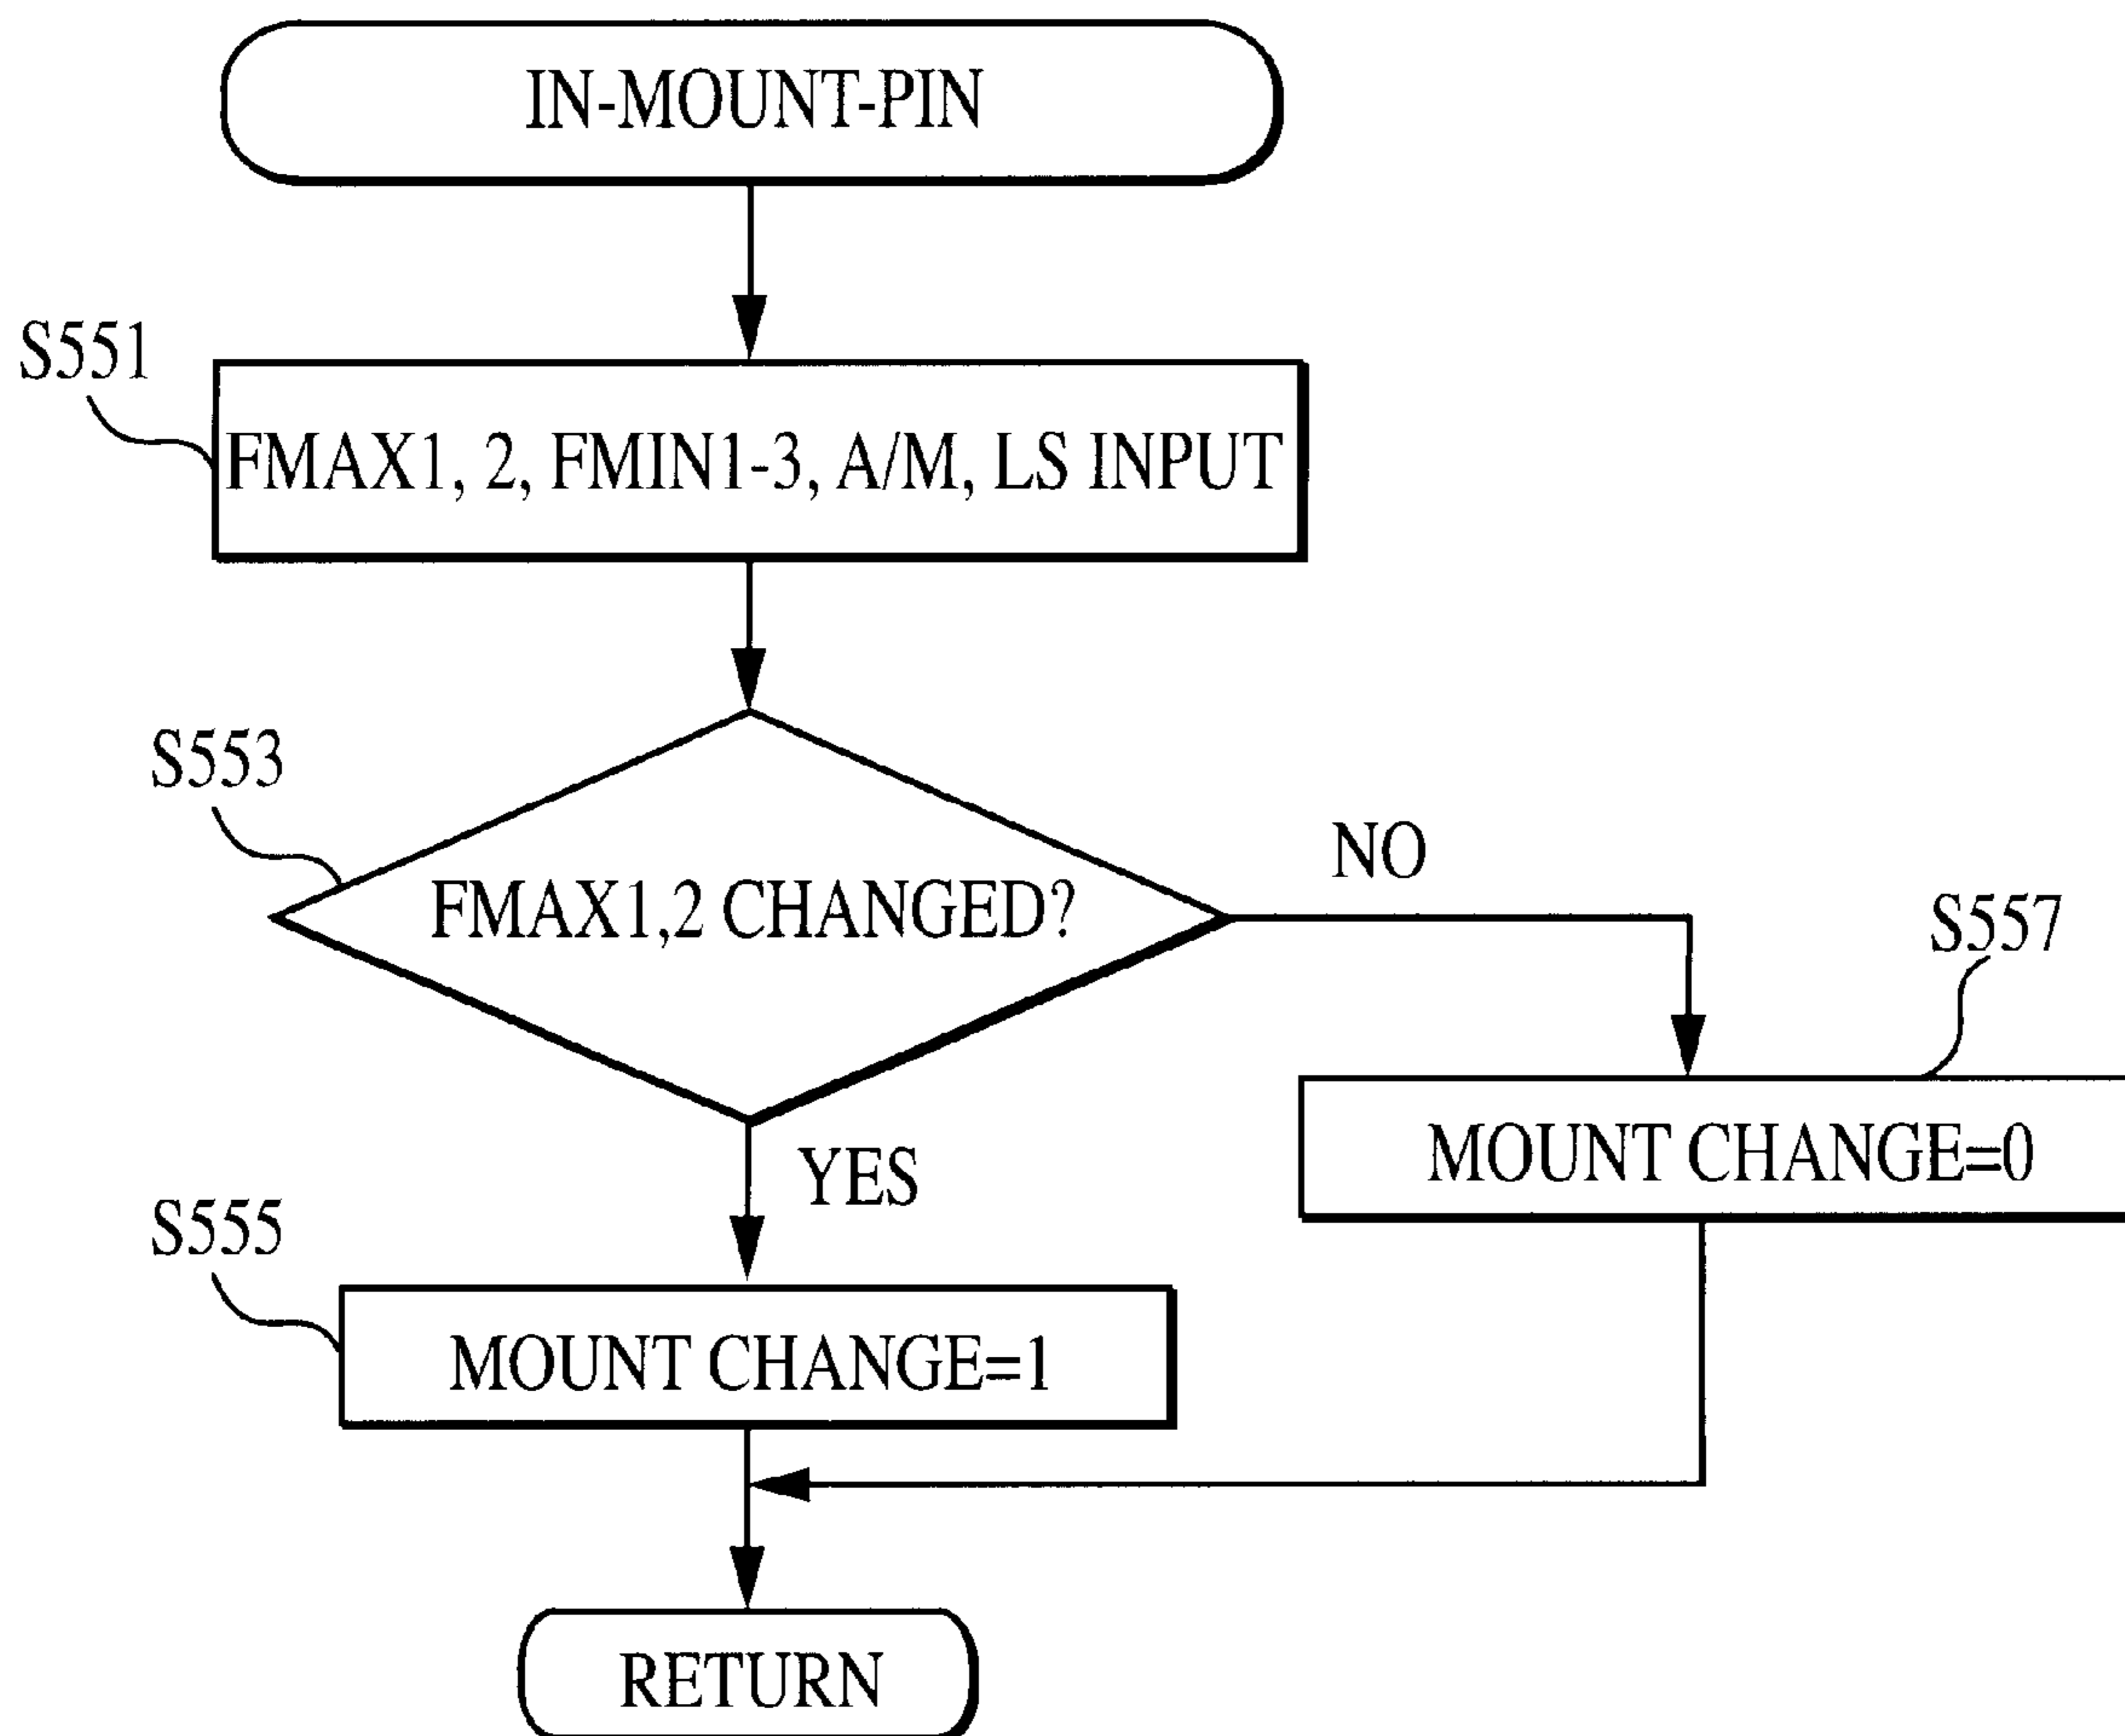 IN-MOUNT-PIN
S551
FMAX1, 2, FMIN1-3, A/M, LS INPUT
S553
FMAX1,2 CHANGED?
NO
S557
MOUNT CHANGE=0
YES
S555
MOUNT CHANGE=1
RETURN